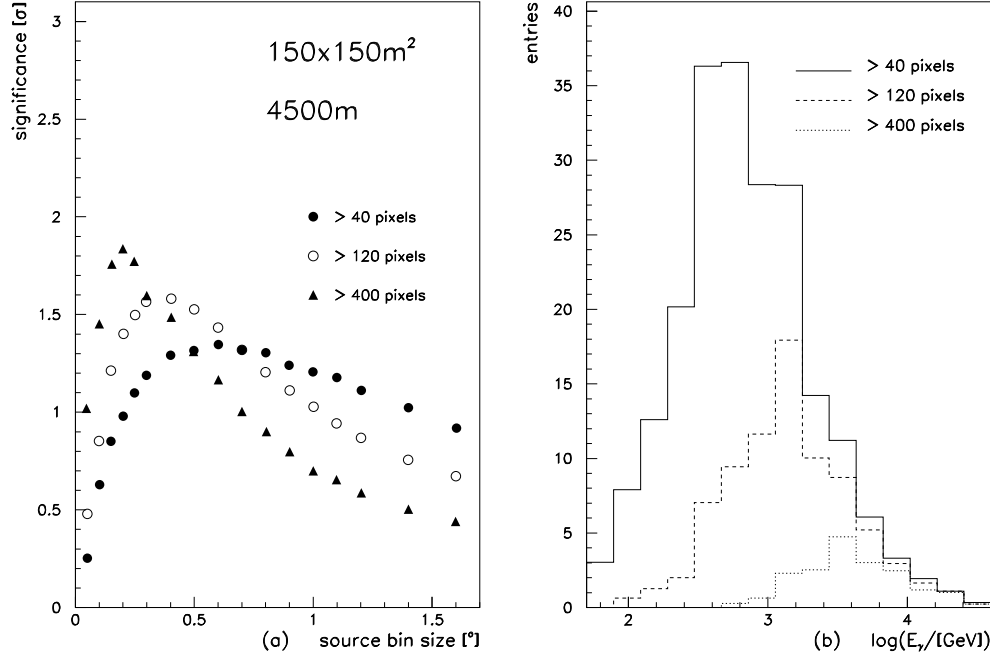 significance [σ]
3
2.5
2
1.5
1
0.5
0
0
0.5
1
1.5
(a) source bin size [°]
150x150m²
4500m
> 40 pixels
> 120 pixels
> 400 pixels
entries
40
35
30
25
20
15
10
5
0
2
3
4
(b) log(E_γ/[GeV])
> 40 pixels
> 120 pixels
> 400 pixels